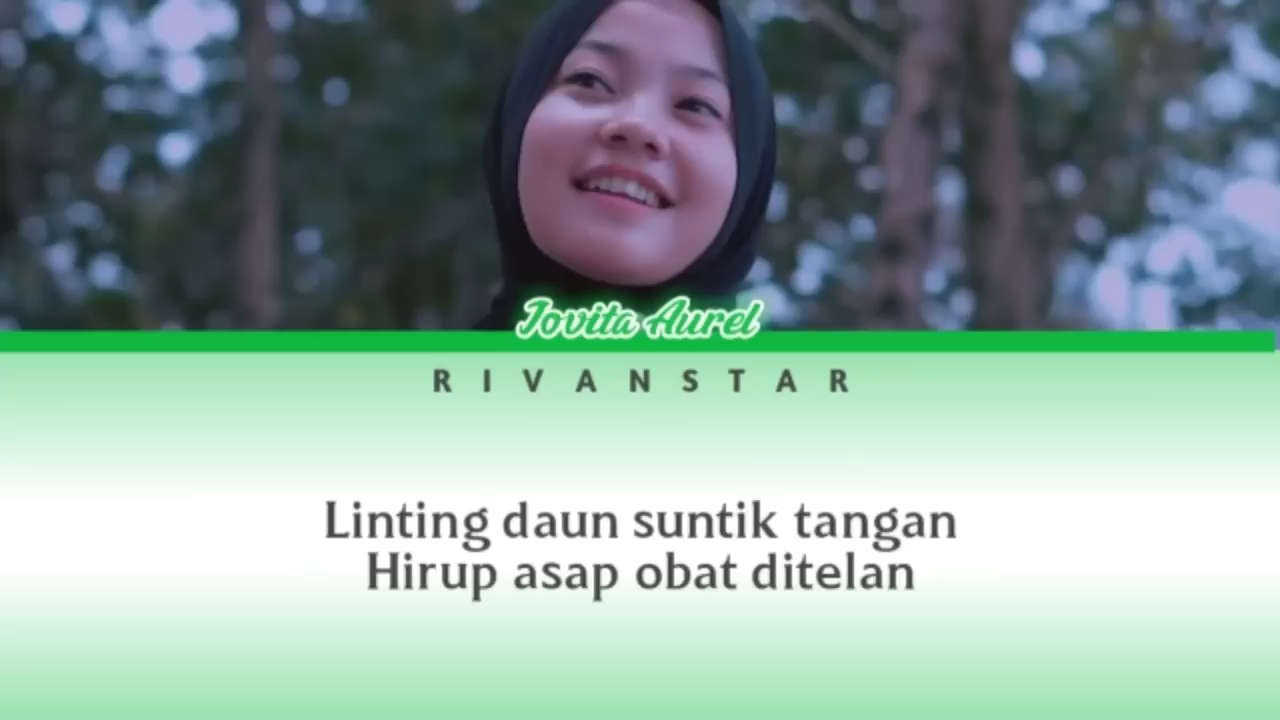 Jovita Aurel
RIVANSTAR
Linting daun suntik tangan
Hirup asap obat ditelan